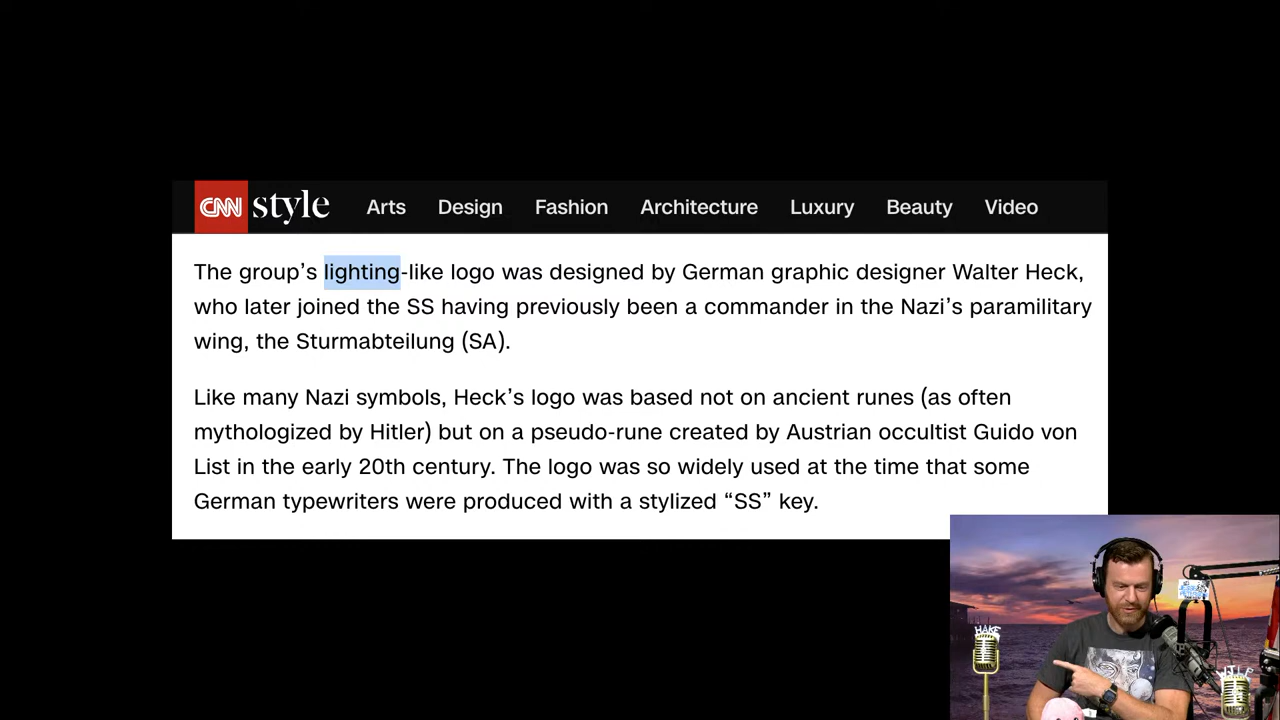 CNN style Arts Design Fashion Architecture Luxury Beauty Video
The group’s lighting-like logo was designed by German graphic designer Walter Heck,
who later joined the SS having previously been a commander in the Nazi’s paramilitary
wing, the Sturmabteilung (SA).
Like many Nazi symbols, Heck’s logo was based not on ancient runes (as often
mythologized by Hitler) but on a pseudo-rune created by Austrian occultist Guido von
List in the early 20th century. The logo was so widely used at the time that some
German typewriters were produced with a stylized “SS” key.
HAKE
JLP